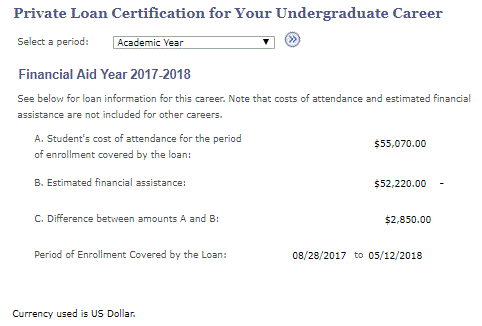 Private Loan Certification for Your Undergraduate Career
Select a period: Academic Year
Financial Aid Year 2017-2018
See below for loan information for this career. Note that costs of attendance and estimated financial
assistance are not included for other careers.
A. Student's cost of attendance for the period
of enrollment covered by the loan: $55,070.00
B. Estimated financial assistance: $52,220.00 -
C. Difference between amounts A and B: $2,850.00
Period of Enrollment Covered by the Loan: 08/28/2017 to 05/12/2018
Currency used is US Dollar.